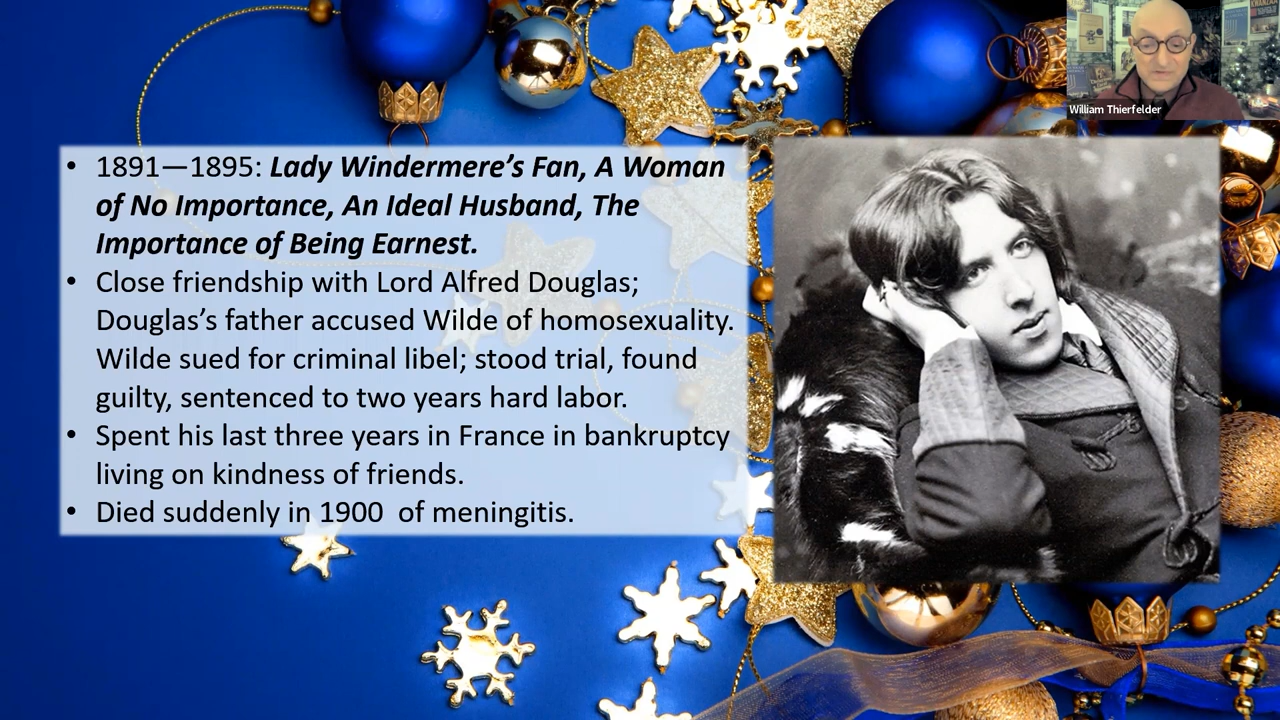 William Thierfelder
• 1891—1895: Lady Windermere’s Fan, A Woman
of No Importance, An Ideal Husband, The
Importance of Being Earnest.
• Close friendship with Lord Alfred Douglas;
Douglas’s father accused Wilde of homosexuality.
Wilde sued for criminal libel; stood trial, found
guilty, sentenced to two years hard labor.
• Spent his last three years in France in bankruptcy
living on kindness of friends.
• Died suddenly in 1900  of meningitis.